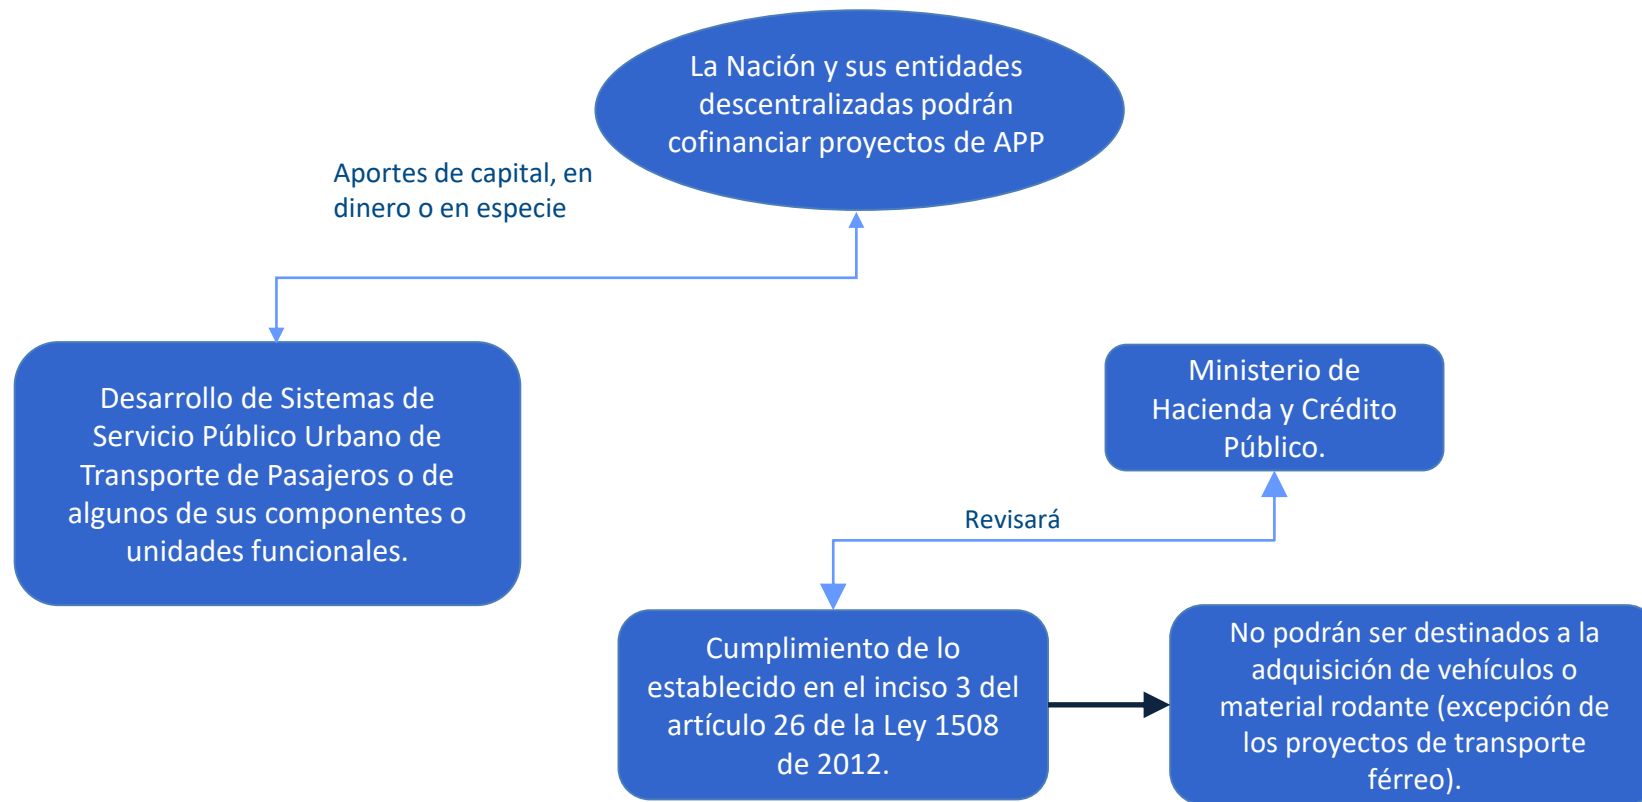 La Nación y sus entidades
descentralizadas podrán
cofinanciar proyectos de APP
Aportes de capital, en
dinero o en especie
Desarrollo de Sistemas de
Servicio Público Urbano de
Transporte de Pasajeros o de
algunos de sus componentes o
unidades funcionales.
Ministerio de
Hacienda y Crédito
Público.
Revisará
Cumplimiento de lo
establecido en el inciso 3 del
artículo 26 de la Ley 1508
de 2012.
No podrán ser destinados a la
adquisición de vehículos o
material rodante (excepción de
los proyectos de transporte
férreo).